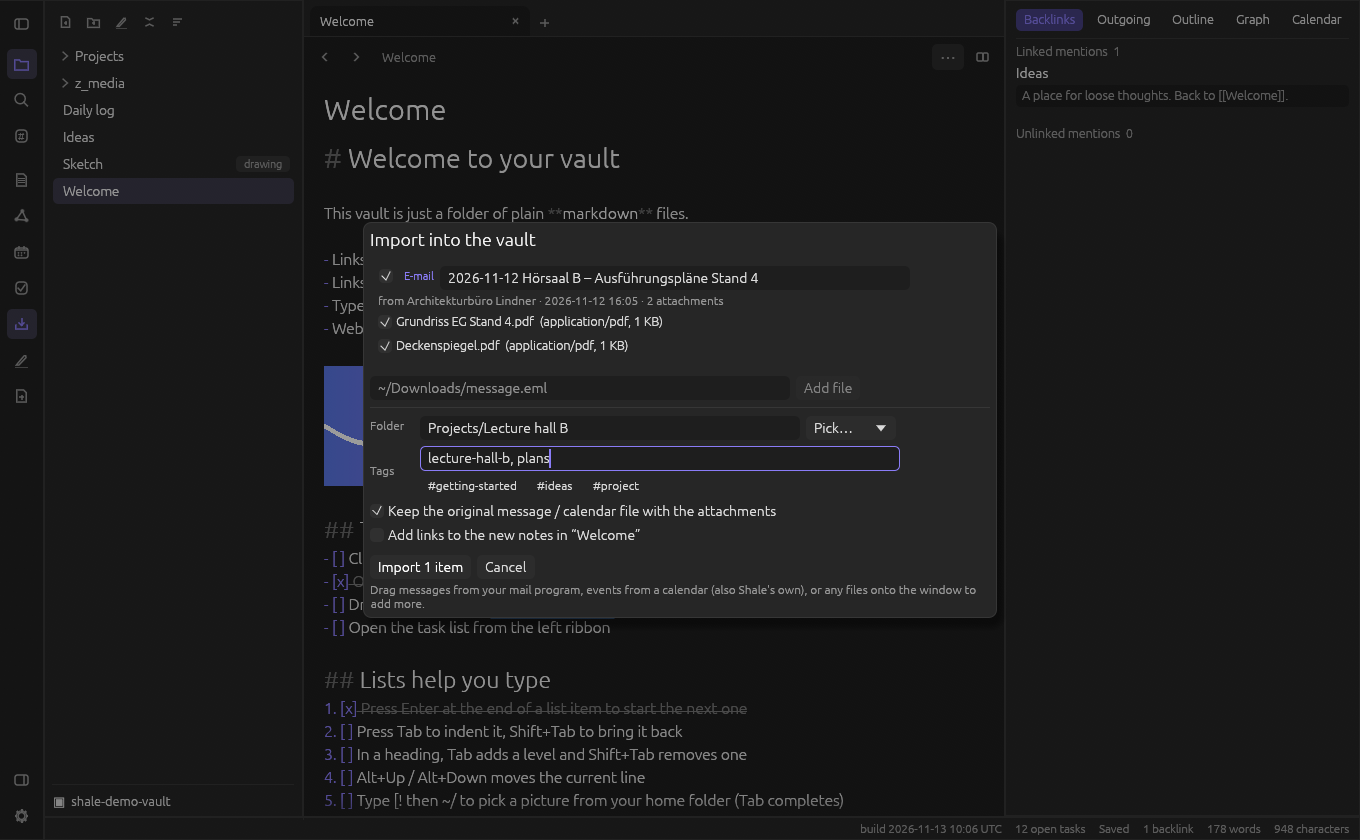 Welcome
Backlinks Outgoing Outline Graph Calendar
Projects
z_media
Daily log
Ideas
Sketch drawing
Welcome
shale-demo-vault
Welcome
Welcome
# Welcome to your vault
This vault is just a folder of plain **markdown** files.
- Links
- Links
- Type
- Web
Import into the vault
E-mail 2026-11-12 Hörsaal B – Ausführungspläne Stand 4
from Architekturbüro Lindner · 2026-11-12 16:05 · 2 attachments
Grundriss EG Stand 4.pdf (application/pdf, 1 KB)
Deckenspiegel.pdf (application/pdf, 1 KB)
~/Downloads/message.eml Add file
Folder Projects/Lecture hall B Pick…
Tags lecture-hall-b, plans
#getting-started #ideas #project
Keep the original message / calendar file with the attachments
Add links to the new notes in “Welcome”
Import 1 item Cancel
Drag messages from your mail program, events from a calendar (also Shale's own), or any files onto the window to
add more.
## T
- [ ] Cl
- [x] O
- [ ] Dr
- [ ] Open the task list from the left ribbon
## Lists help you type
1. [x] Press Enter at the end of a list item to start the next one
2. [ ] Press Tab to indent it, Shift+Tab to bring it back
3. [ ] In a heading, Tab adds a level and Shift+Tab removes one
4. [ ] Alt+Up / Alt+Down moves the current line
5. [ ] Type [! then ~/ to pick a picture from your home folder (Tab completes)
Linked mentions 1
Ideas
A place for loose thoughts. Back to [[Welcome]].
Unlinked mentions 0
build 2026-11-13 10:06 UTC 12 open tasks Saved 1 backlink 178 words 948 characters